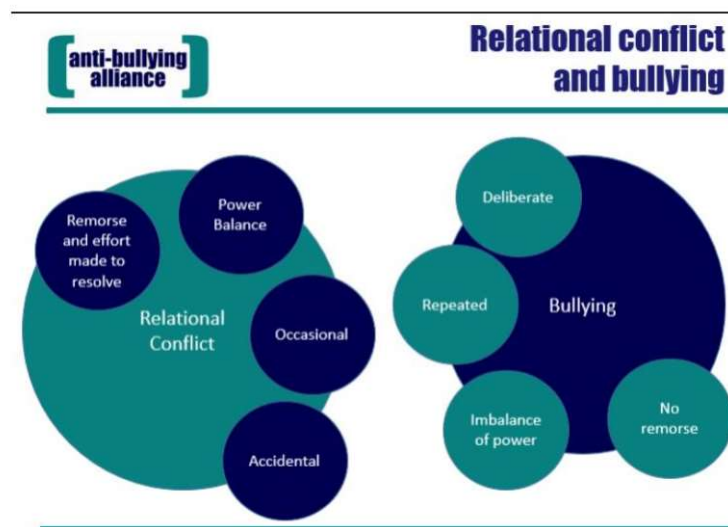 anti-bullying
alliance
Relational conflict
and bullying
Remorse
and effort
made to
resolve
Power
Balance
Relational
Conflict
Occasional
Accidental
Deliberate
Repeated
Bullying
Imbalance
of power
No
remorse